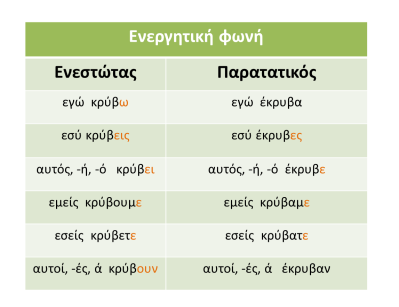 Ενεργητική φωνή
Ενεστώτας Παρατατικός
εγώ κρύβω εγώ έκρυβα
εσύ κρύβεις εσύ έκρυβες
αυτός, -ή, -ό κρύβει αυτός, -ή, -ό έκρυβε
εμείς κρύβουμε εμείς κρύβαμε
εσείς κρύβετε εσείς κρύβατε
αυτοί, -ές, ά κρύβουν αυτοί, -ές, ά έκρυβαν